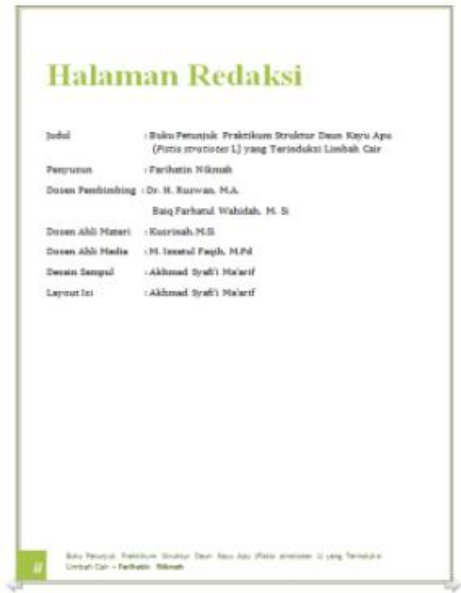 Halaman Redaksi
Judul : Buku Petunjuk Praktikum Struktur Daun Kayu Apu
(Pistia stratiotes L) yang Terinduksi Limbah Cair
Penyusun : Farihatin Nikmah
Dosen Pembimbing : Dr. H. Ruswan, M.A.
Baiq Farhatul Wahidah, M. Si
Dosen Ahli Materi : Kusrinah, M.Si
Dosen Ahli Media : M. Izzatul Faqih, M.Pd
Desain Sampul : Akhmad Syafi'i Ma'arif
Layout Isi : Akhmad Syafi'i Ma'arif
ii
Buku Petunjuk Praktikum Struktur Daun Kayu Apu (Pistia stratiotes L) yang Terinduksi
Limbah Cair – Farihatin Nikmah